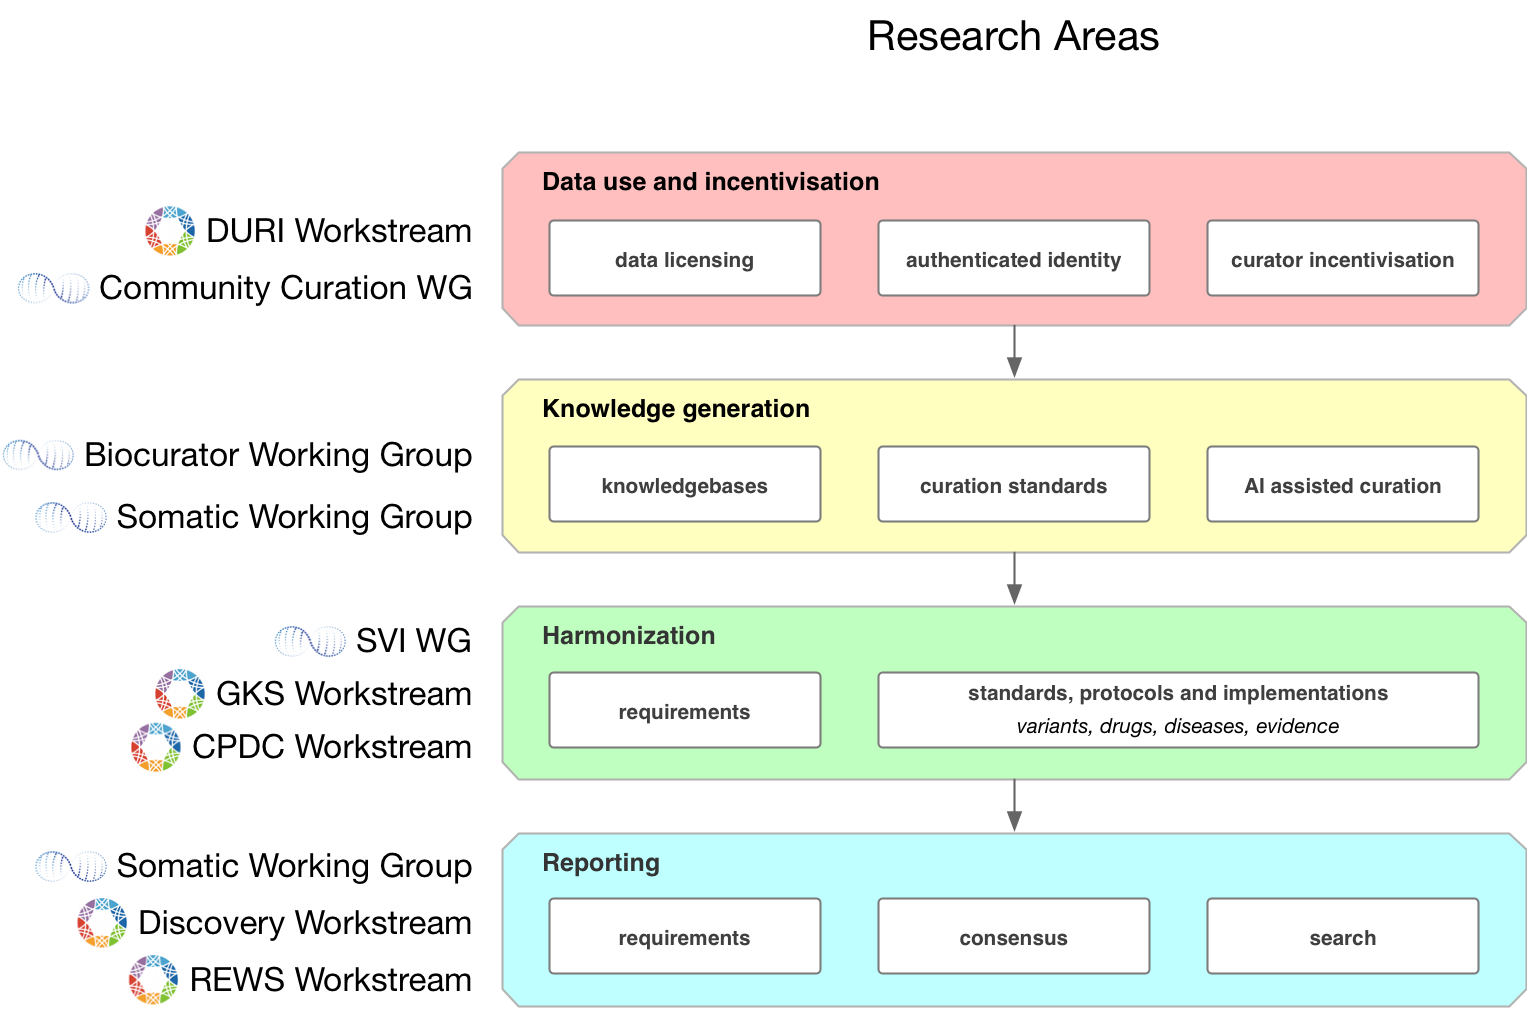 Research Areas
DURI Workstream
Community Curation WG
Data use and incentivisation
data licensing
authenticated identity
curator incentivisation
Biocurator Working Group
Somatic Working Group
Knowledge generation
knowledgebases
curation standards
AI assisted curation
SVI WG
GKS Workstream
CPDC Workstream
Harmonization
requirements
standards, protocols and implementations
variants, drugs, diseases, evidence
Somatic Working Group
Discovery Workstream
REWS Workstream
Reporting
requirements
consensus
search